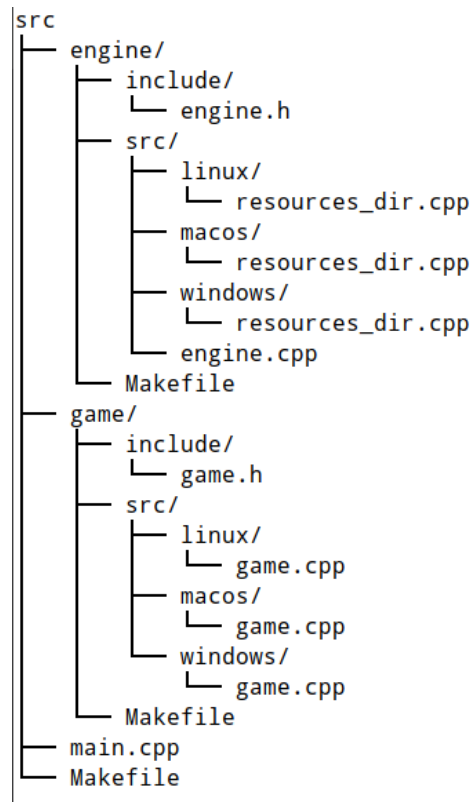 src
engine/
include/
engine.h
src/
linux/
resources_dir.cpp
macos/
resources_dir.cpp
windows/
resources_dir.cpp
engine.cpp
Makefile
game/
include/
game.h
src/
linux/
game.cpp
macos/
game.cpp
windows/
game.cpp
Makefile
main.cpp
Makefile